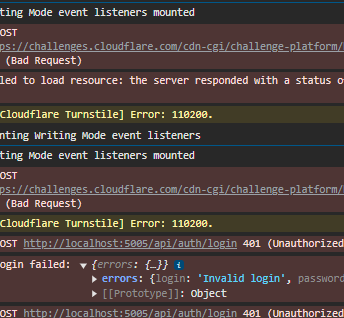 ting Mode event listeners mounted
OST
ps://challenges.cloudflare.com/cdn-cgi/challenge-platform/
(Bad Request)
led to load resource: the server responded with a status o
Cloudflare Turnstile] Error: 110200.
nting Writing Mode event listeners
ting Mode event listeners mounted
OST
ps://challenges.cloudflare.com/cdn-cgi/challenge-platform/
(Bad Request)
Cloudflare Turnstile] Error: 110200.
OST http://localhost:5005/api/auth/login 401 (Unauthorized
ogin failed: ▼ {errors: {…}} i
▶ errors: {login: 'Invalid login', password
▶ [[Prototype]]: Object
OST http://localhost:5005/api/auth/login 401 (Unauthorized